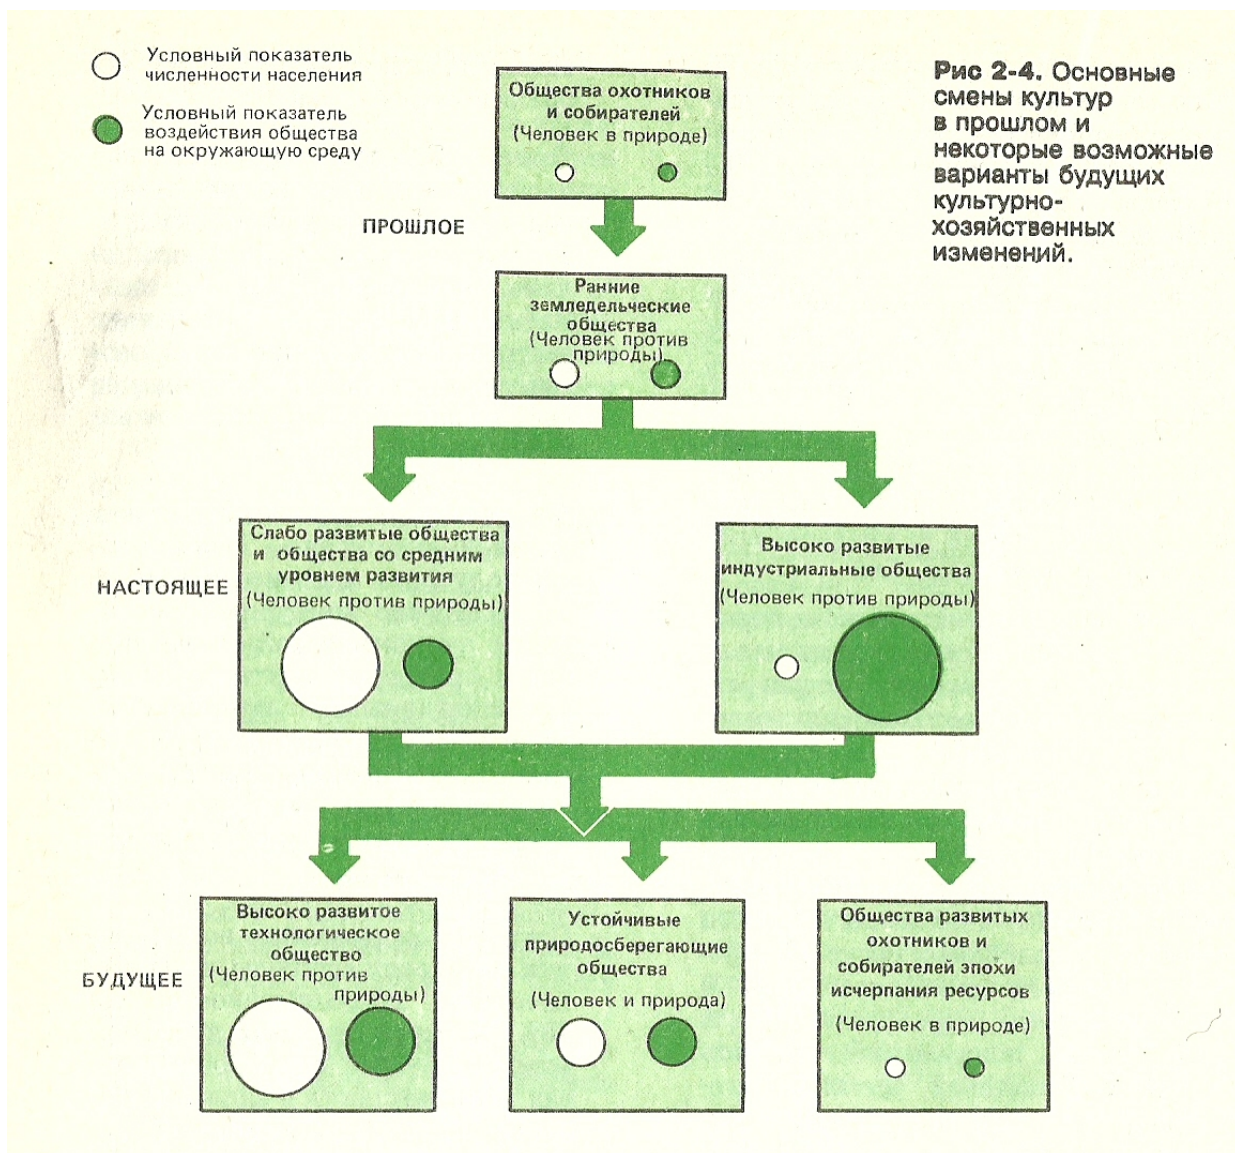 Условный показатель
численности населения
Условный показатель
воздействия общества
на окружающую среду
Рис 2-4. Основные
смены культур
в прошлом и
некоторые возможные
варианты будущих
культурно-
хозяйственных
изменений.
Общества охотников
и собирателей
(Человек в природе)
ПРОШЛОЕ
Ранние
земледельческие
общества
(Человек против
природы)
НАСТОЯЩЕЕ
Слабо развитые общества
и общества со средним
уровнем развития
(Человек против природы)
Высоко развитые
индустриальные общества
(Человек против природы)
БУДУЩЕЕ
Высоко развитое
технологическое
общество
(Человек против
природы)
Устойчивые
природосберегающие
общества
(Человек и природа)
Общества развитых
охотников и
собирателей эпохи
исчерпания ресурсов
(Человек в природе)